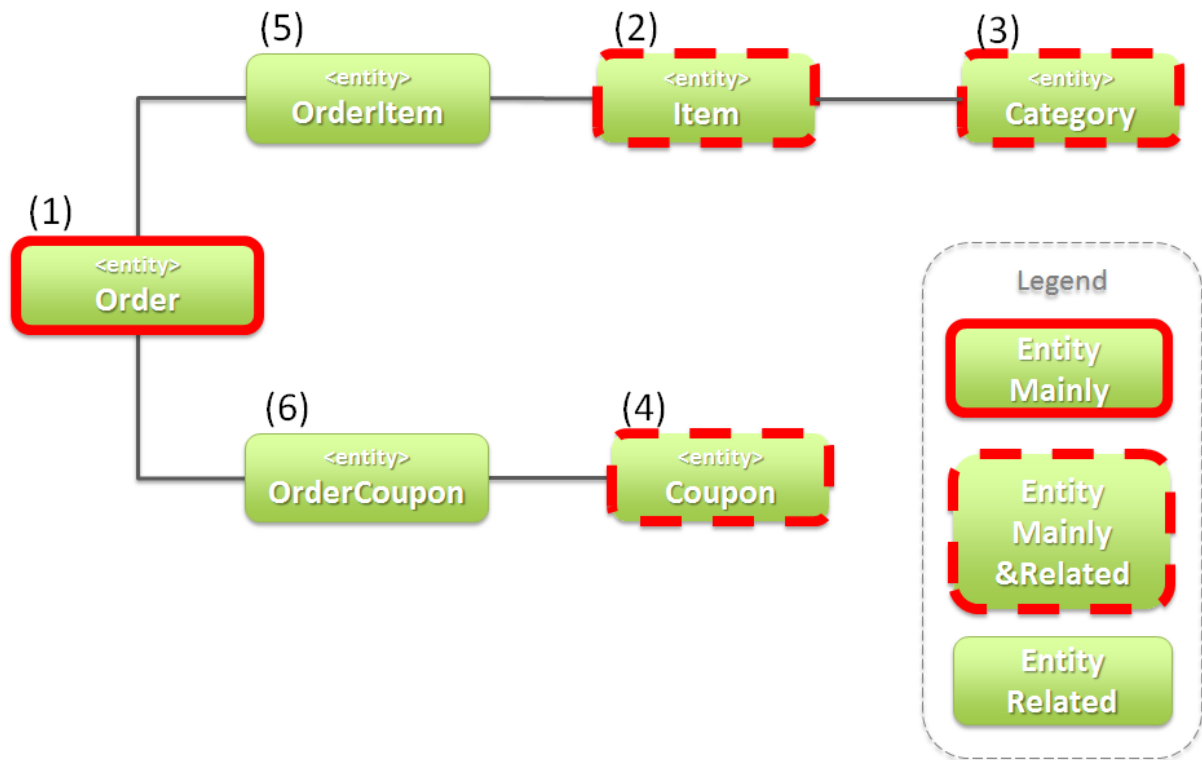 (5)
<entity>
OrderItem
(2)
<entity>
Item
(3)
<entity>
Category
(1)
<entity>
Order
(6)
<entity>
OrderCoupon
(4)
<entity>
Coupon
Legend
Entity
Mainly
Entity
Mainly
&Related
Entity
Related